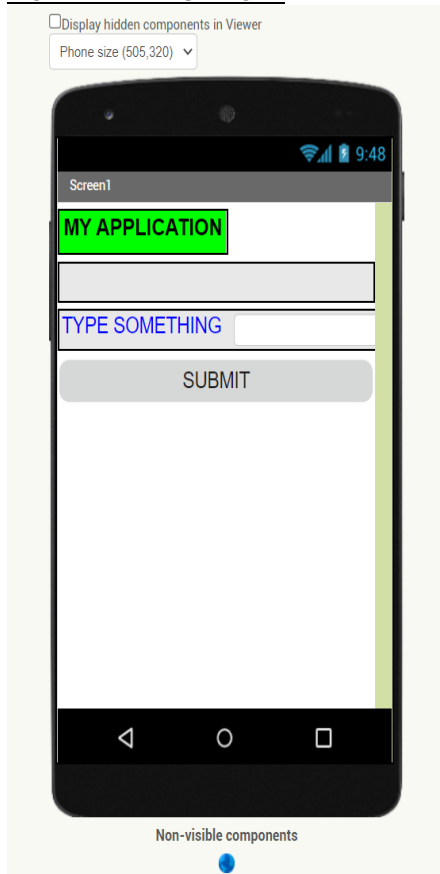 Display hidden components in Viewer
Phone size (505,320)
9:48
Screen1
MY APPLICATION
TYPE SOMETHING
SUBMIT
Non-visible components